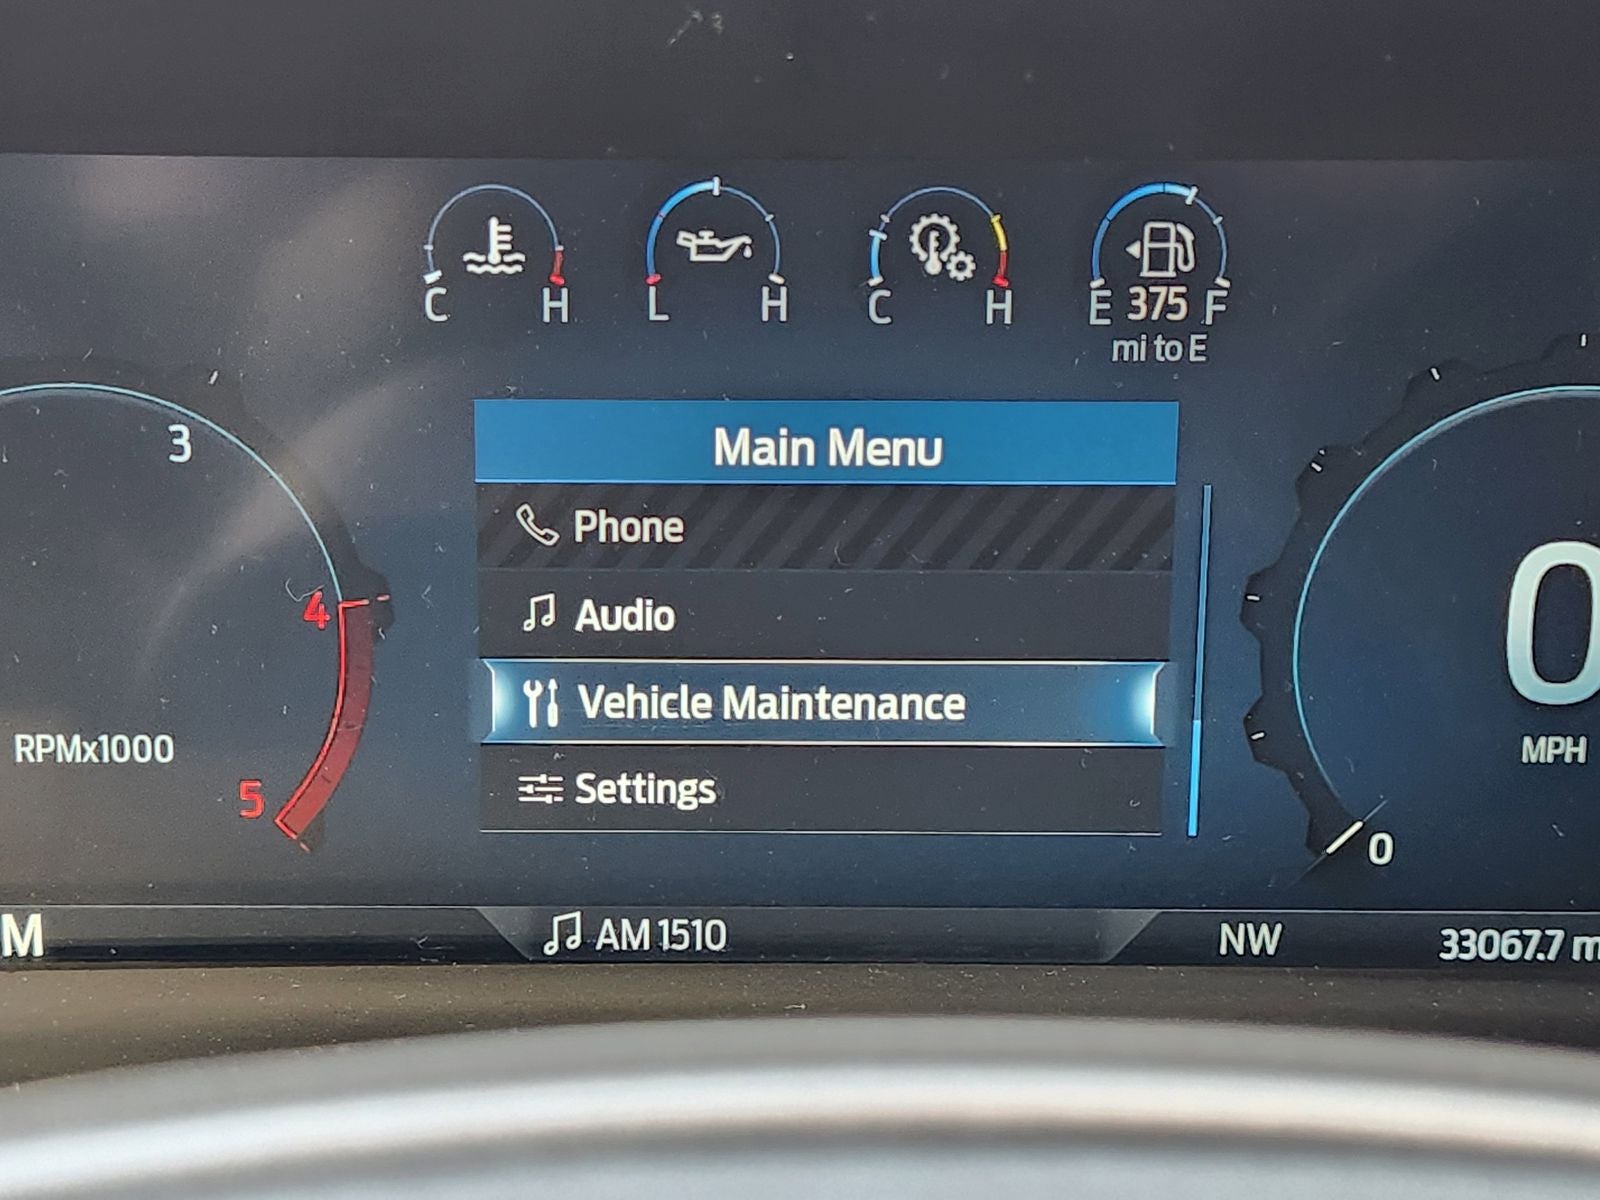 C H L H C H E 375 F
mi to E
Main Menu
3
Phone
Audio
4
Vehicle Maintenance
RPMx1000
MPH
0
Settings
5
0
M
AM 1510
NW
33067.7 m